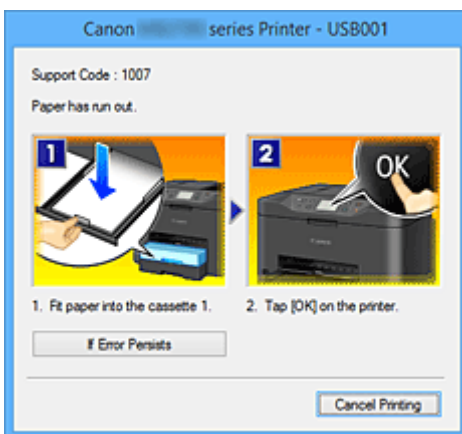 Canon series Printer - USB001
Support Code : 1007
Paper has run out.
1 2
OK
Canon
1. Fit paper into the cassette 1. 2. Tap [OK] on the printer.
If Error Persists
Cancel Printing